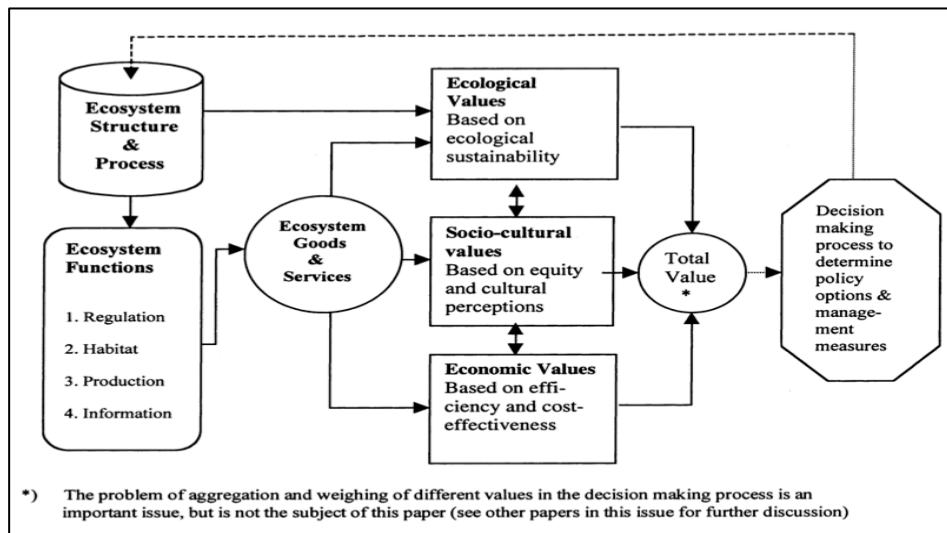 Ecosystem
Structure
&
Process
Ecosystem
Functions
1. Regulation
2. Habitat
3. Production
4. Information
Ecosystem
Goods
&
Services
Ecological
Values
Based on
ecological
sustainability
Socio-cultural
values
Based on equity
and cultural
perceptions
Economic Values
Based on effi-
ciency and cost-
effectiveness
Total
Value
*
Decision
making
process to
determine
policy
options &
manage-
ment
measures
*) The problem of aggregation and weighing of different values in the decision making process is an
important issue, but is not the subject of this paper (see other papers in this issue for further discussion)